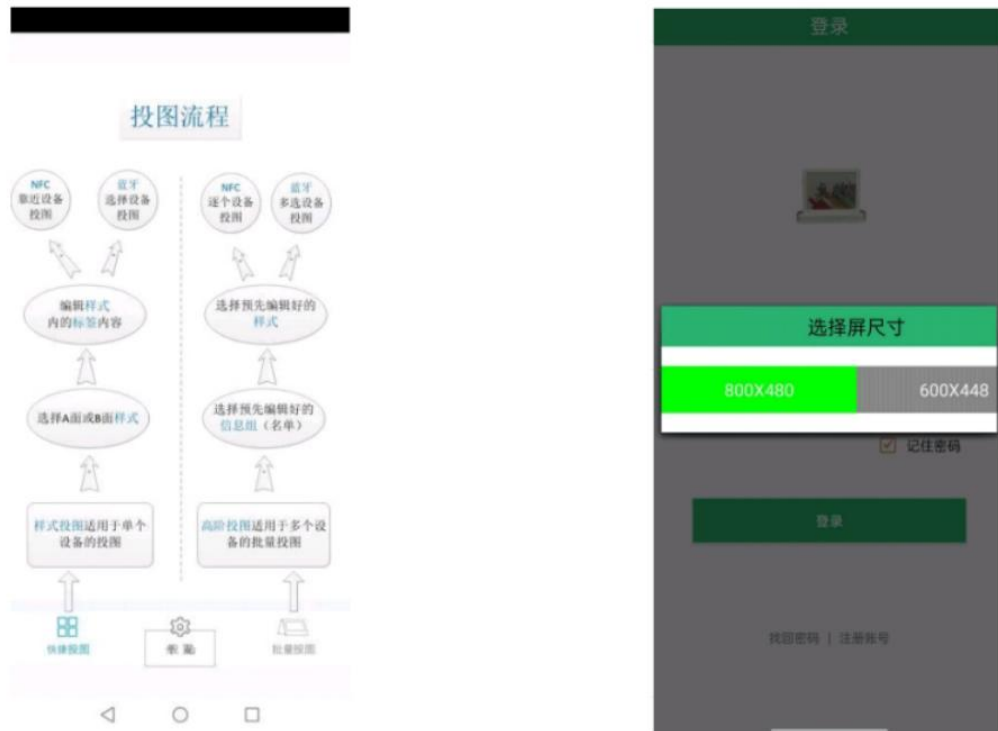 投图流程
NFC
靠近设备
投图
蓝牙
选择设备
投图
NFC
逐个设备
投图
蓝牙
多选设备
投图
编辑样式
内的标签内容
选择预先编辑好的
样式
选择A面或B面样式
选择预先编辑好的
信息组（名单）
样式投图适用于单个
设备的投图
高阶投图适用于多个设
备的批量投图
快捷投图
批量投图
登录
选择屏尺寸
800X480
600X448
记住密码
登录
找回密码 | 注册账号